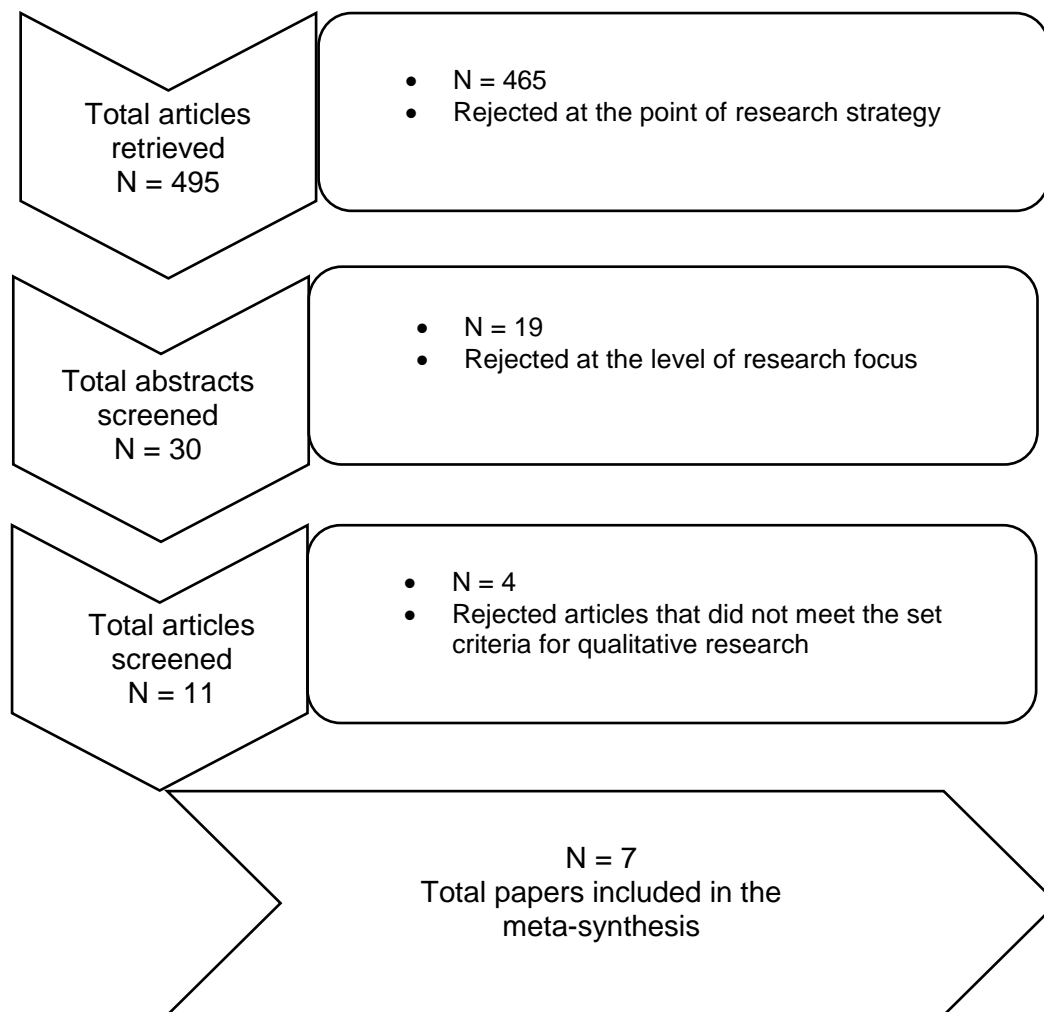 Total articles
retrieved
N = 495
• N = 465
• Rejected at the point of research strategy
Total abstracts
screened
N = 30
• N = 19
• Rejected at the level of research focus
Total articles
screened
N = 11
• N = 4
• Rejected articles that did not meet the set
criteria for qualitative research
N = 7
Total papers included in the
meta-synthesis